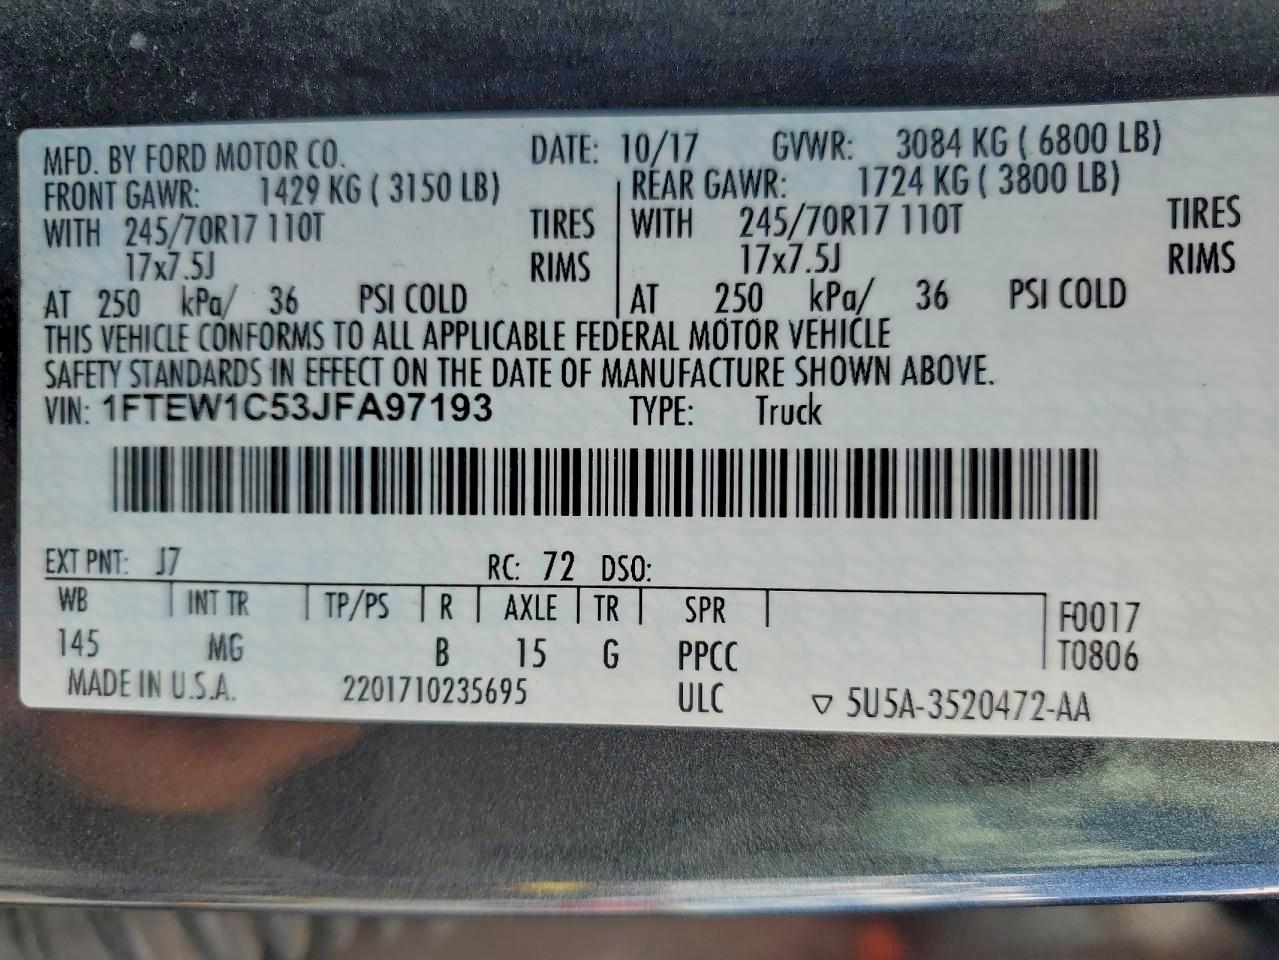 MFD. BY FORD MOTOR CO. DATE: 10/17 GVWR: 3084 KG ( 6800 LB)
FRONT GAWR: 1429 KG ( 3150 LB) REAR GAWR: 1724 KG ( 3800 LB)
WITH 245/70R17 110T TIRES WITH 245/70R17 110T TIRES
17x7.5J RIMS 17x7.5J RIMS
AT 250 kPa/ 36 PSI COLD AT 250 kPa/ 36 PSI COLD
THIS VEHICLE CONFORMS TO ALL APPLICABLE FEDERAL MOTOR VEHICLE
SAFETY STANDARDS IN EFFECT ON THE DATE OF MANUFACTURE SHOWN ABOVE.
VIN: 1FTEW1C53JFA97193 TYPE: Truck
EXT PNT: J7 RC: 72 DSO:
WB INT TR TP/PS R AXLE TR SPR F0017
145 MG B 15 G PPCC T0806
MADE IN U.S.A. 2201710235695 ULC ▽ 5U5A-3520472-AA